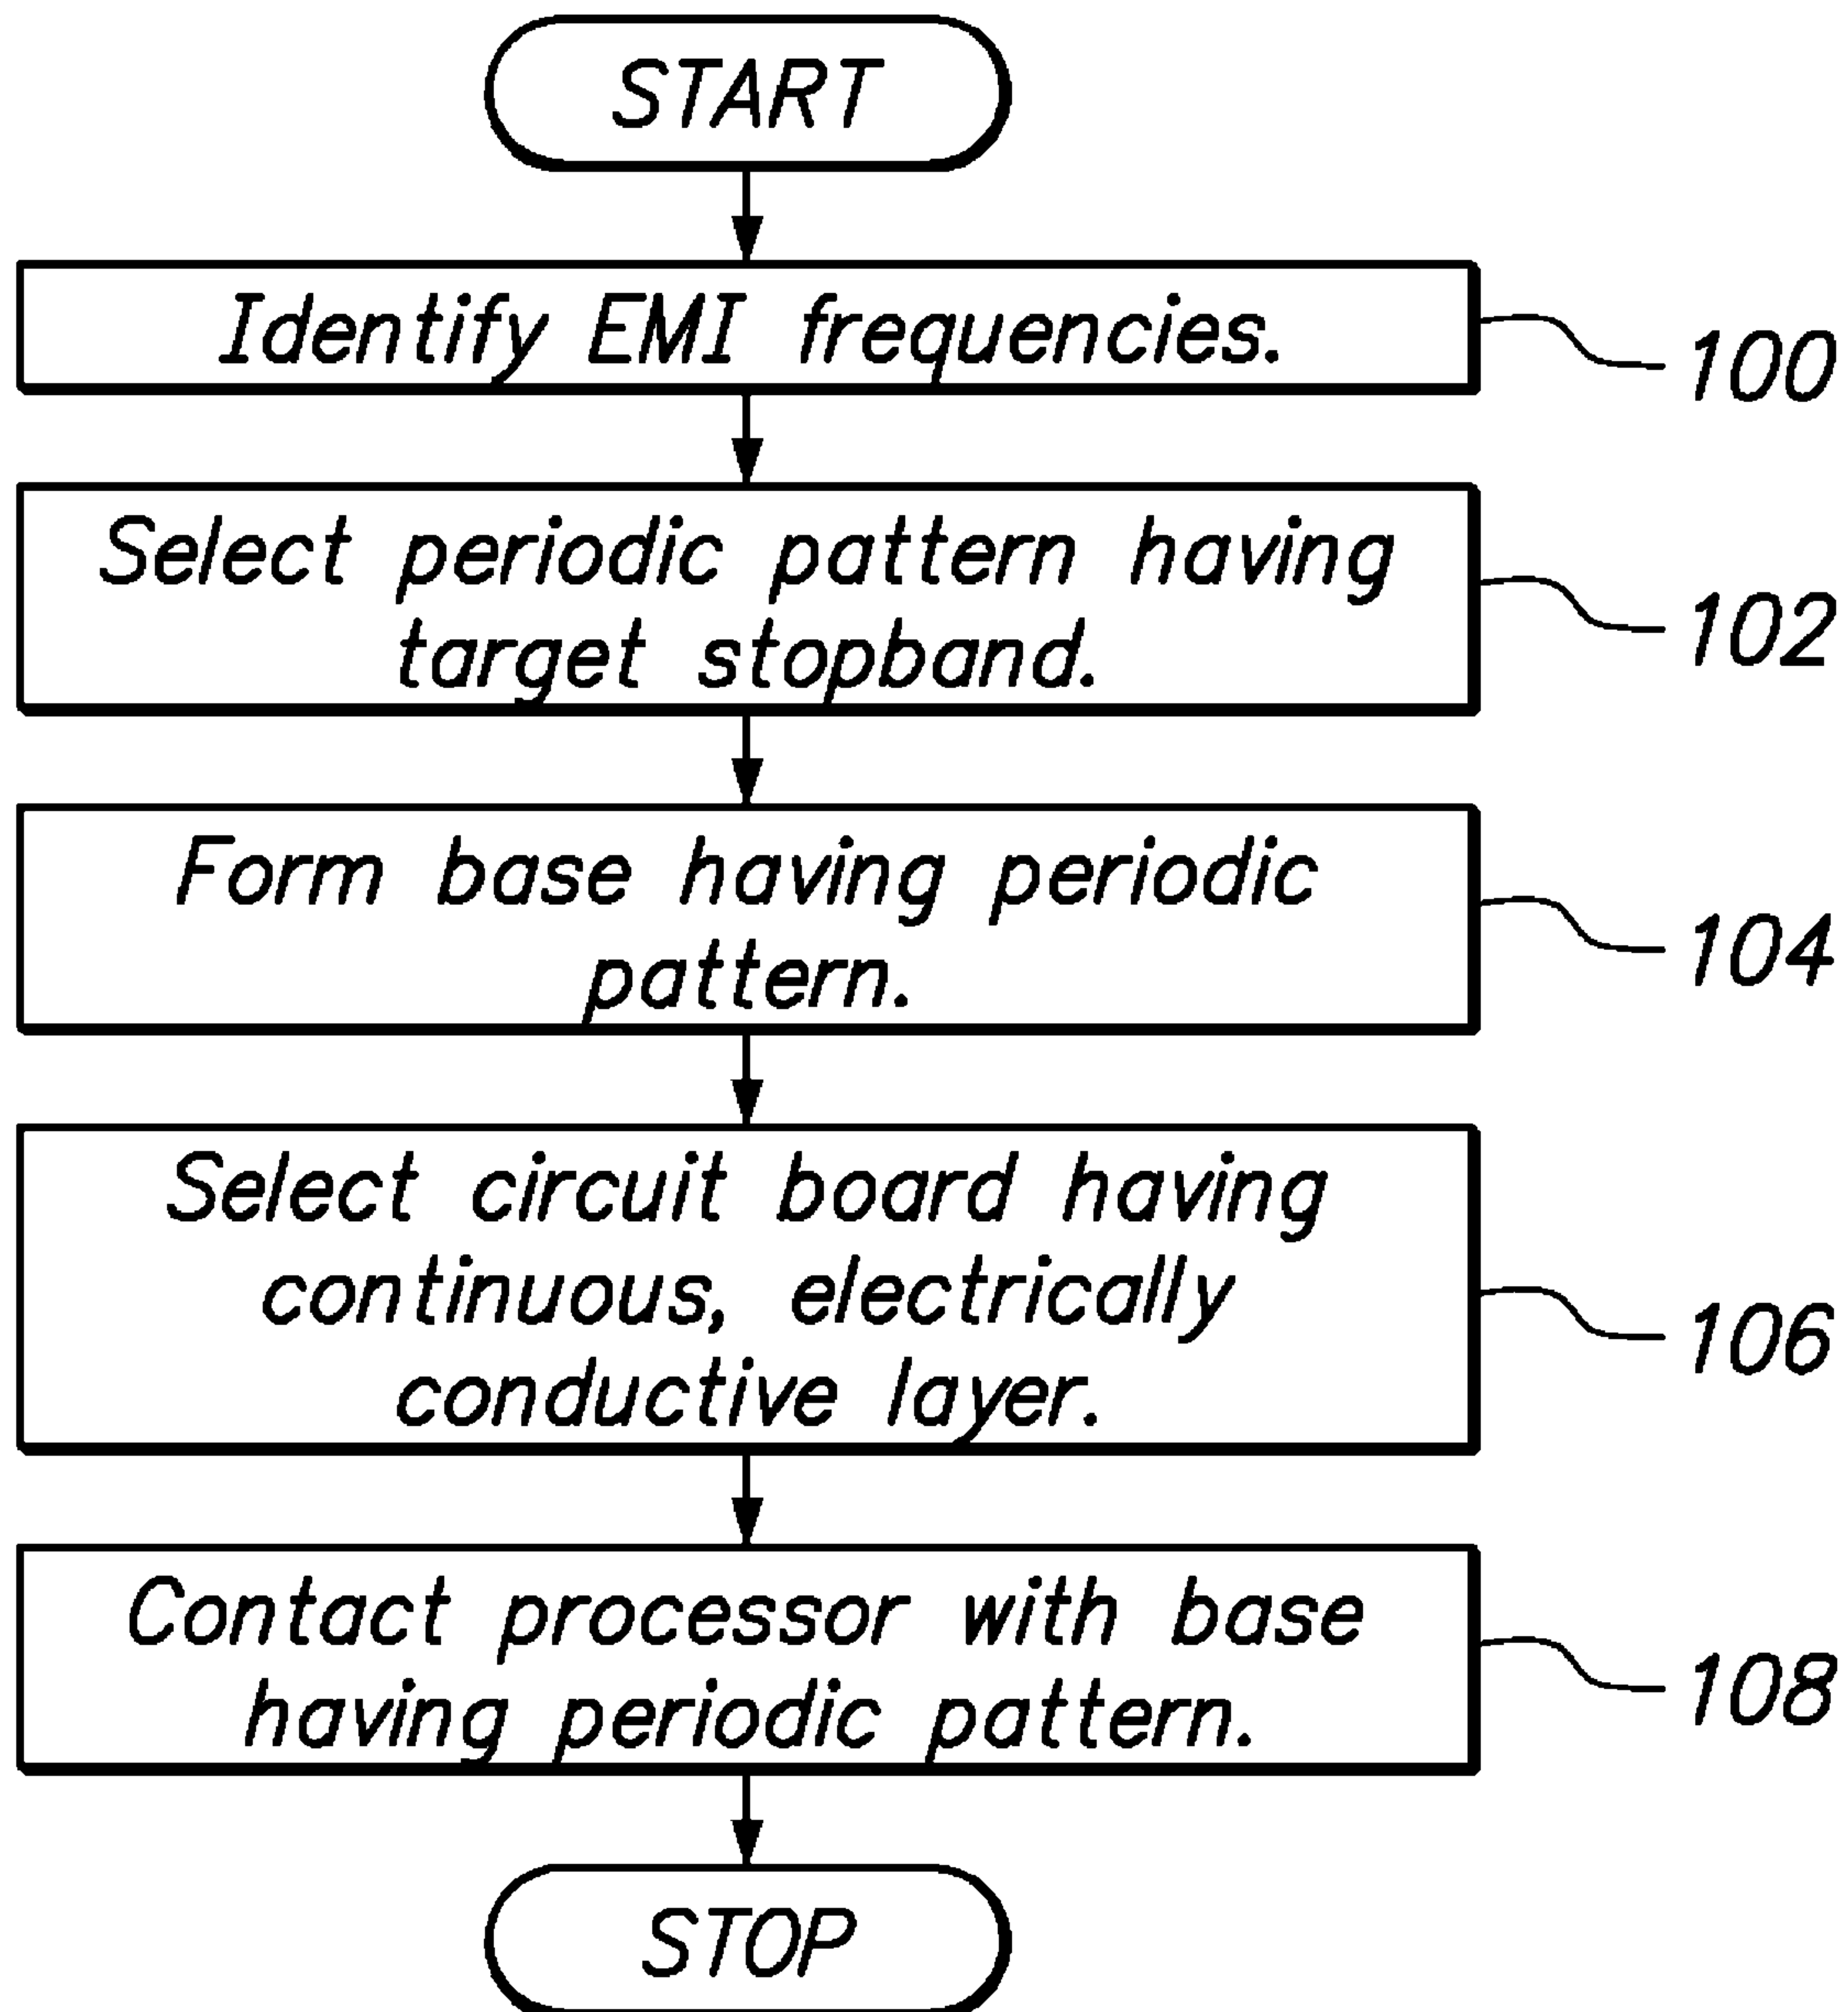 START
Identify EMI frequencies.
100
Select periodic pattern having
target stopband.
102
Form base having periodic
pattern.
104
Select circuit board having
continuous, electrically
conductive layer.
106
Contact processor with base
having periodic pattern.
108
STOP